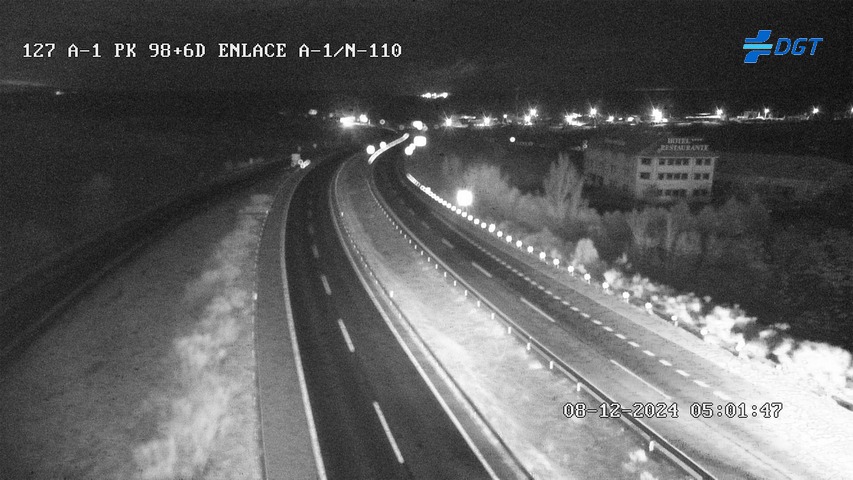 127 A-1 PK 98+6D ENLACE A-1/N-110
DGT
HOTEL
RESTAURANTE
08-12-2024 05:01:47